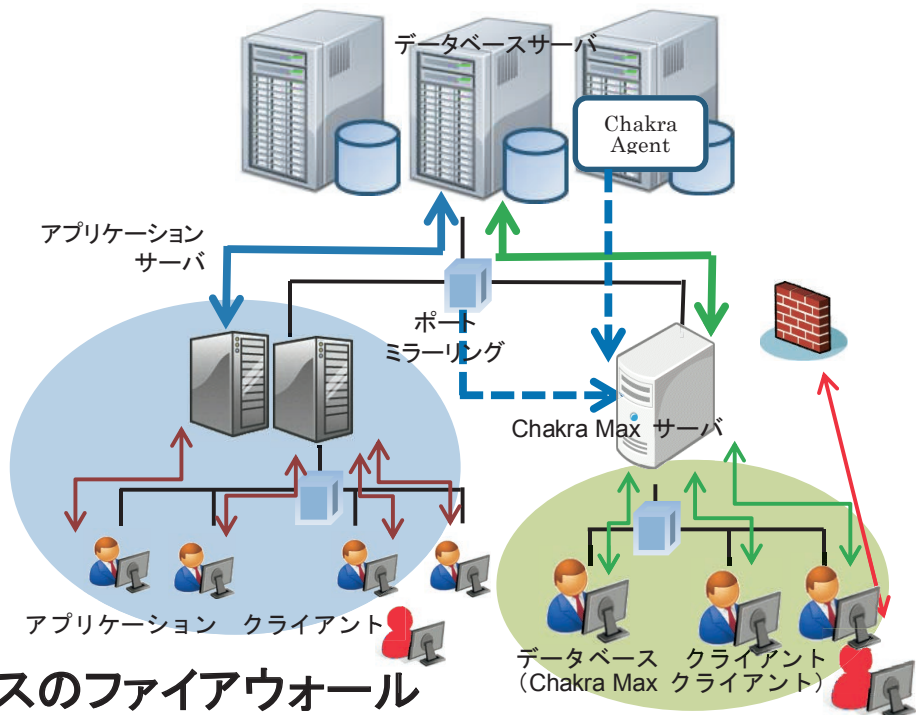 データベースサーバ
Chakra
Agent
アプリケーション
サーバ
ポート
ミラーリング
Chakra Max サーバ
アプリケーション クライアント
データベース クライアント
（Chakra Max クライアント）
スのファイアウォール